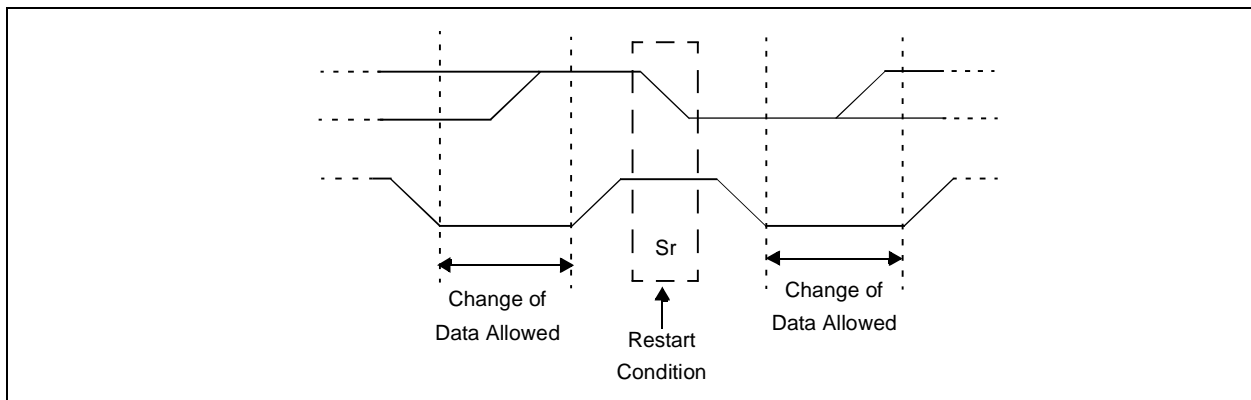 Sr
Change of
Data Allowed
Restart
Condition
Change of
Data Allowed